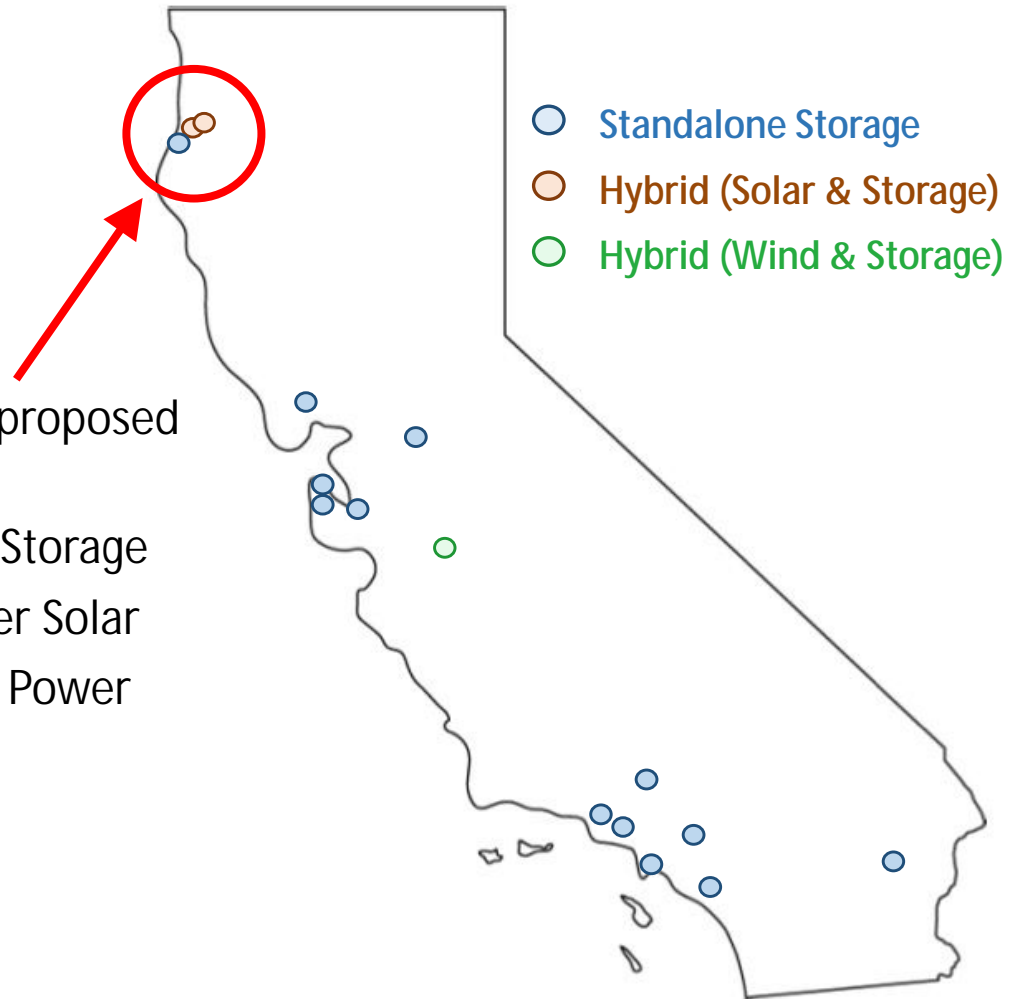 Standalone Storage
Hybrid (Solar & Storage)
Hybrid (Wind & Storage)
proposed
Storage
er Solar
Power